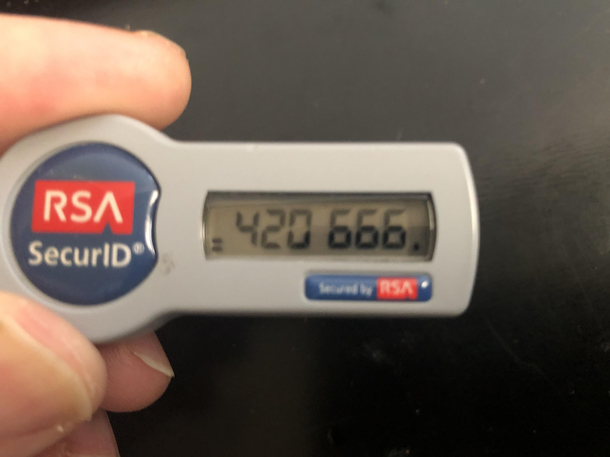 RSA
SecurID®
420 666
Secured by RSA